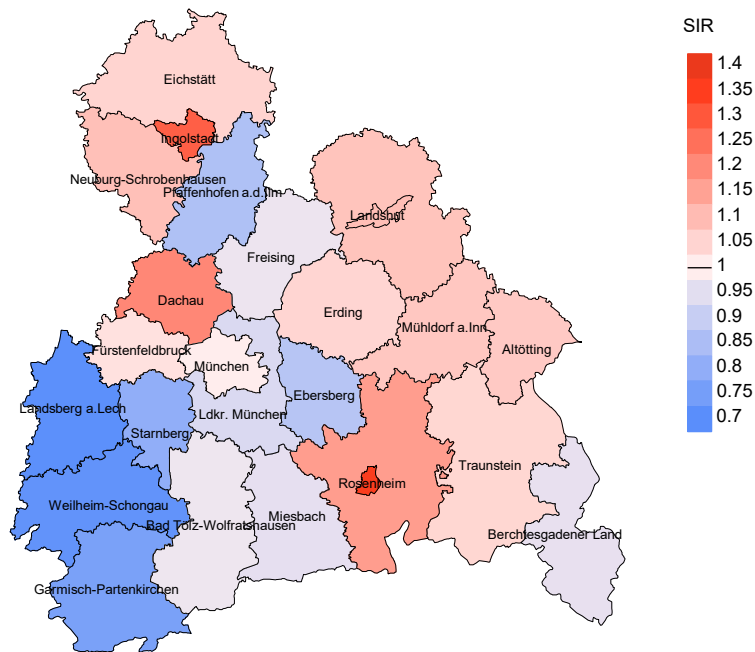 SIR
1.4
1.35
1.3
1.25
1.2
1.15
1.1
1.05
1
0.95
0.9
0.85
0.8
0.75
0.7
Eichstätt
Ingolstadt
Neuburg-Schrobenhausen
Pfaffenhofen a.d.Ilm
Landshut
Freising
Dachau
Erding
Mühldorf a.Inn
Altötting
Fürstenfeldbruck
München
Ebersberg
Landsberg a.Lech
Ldkr. München
Starnberg
Traunstein
Rosenheim
Weilheim-Schongau
Miesbach
Bad Tölz-Wolfratshausen
Berchtesgadener Land
Garmisch-Partenkirchen